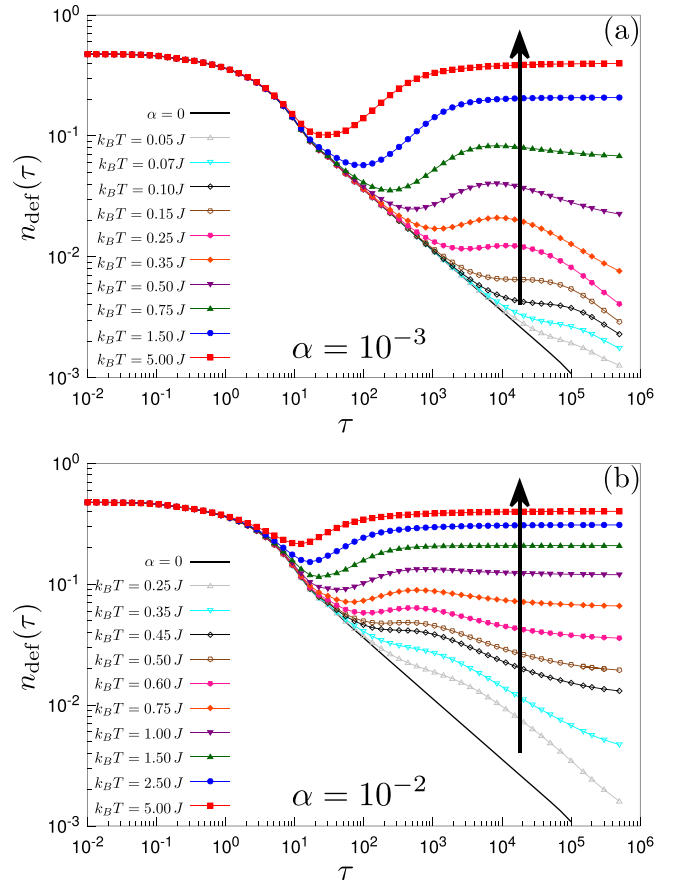 (a)
10^0
10^{-1}
10^{-2}
10^{-3}
n_def(τ)
α = 0
k_BT = 0.05 J
k_BT = 0.07J
k_BT = 0.10J
k_BT = 0.15 J
k_BT = 0.25 J
k_BT = 0.35 J
k_BT = 0.50 J
k_BT = 0.75 J
k_BT = 1.50 J
k_BT = 5.00 J
α = 10^{-3}
10^{-2} 10^{-1} 10^0 10^1 10^2 10^3 10^4 10^5 10^6
τ
(b)
10^0
10^{-1}
10^{-2}
10^{-3}
n_def(τ)
α = 0
k_BT = 0.25 J
k_BT = 0.35 J
k_BT = 0.45 J
k_BT = 0.50 J
k_BT = 0.60 J
k_BT = 0.75 J
k_BT = 1.00 J
k_BT = 1.50 J
k_BT = 2.50 J
k_BT = 5.00 J
α = 10^{-2}
10^{-2} 10^{-1} 10^0 10^1 10^2 10^3 10^4 10^5 10^6
τ